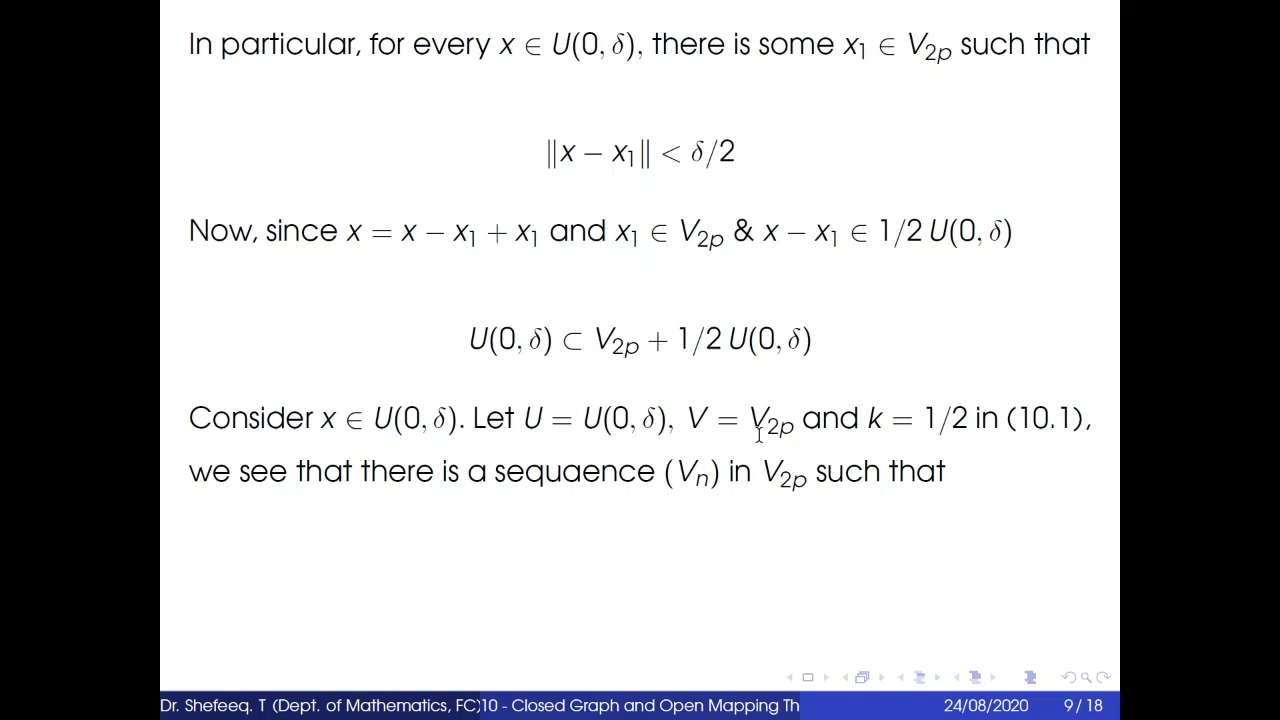 In particular, for every x ∈ U(0, δ), there is some x₁ ∈ V₂ₚ such that
‖x − x₁‖ < δ/2
Now, since x = x − x₁ + x₁ and x₁ ∈ V₂ₚ & x − x₁ ∈ 1/2 U(0, δ)
U(0, δ) ⊂ V₂ₚ + 1/2 U(0, δ)
Consider x ∈ U(0, δ). Let U = U(0, δ), V = V₂ₚ and k = 1/2 in (10.1),
we see that there is a sequaence (Vₙ) in V₂ₚ such that
Dr. Shefeeq. T (Dept. of Mathematics, FC) 10 - Closed Graph and Open Mapping Th 24/08/2020 9 / 18